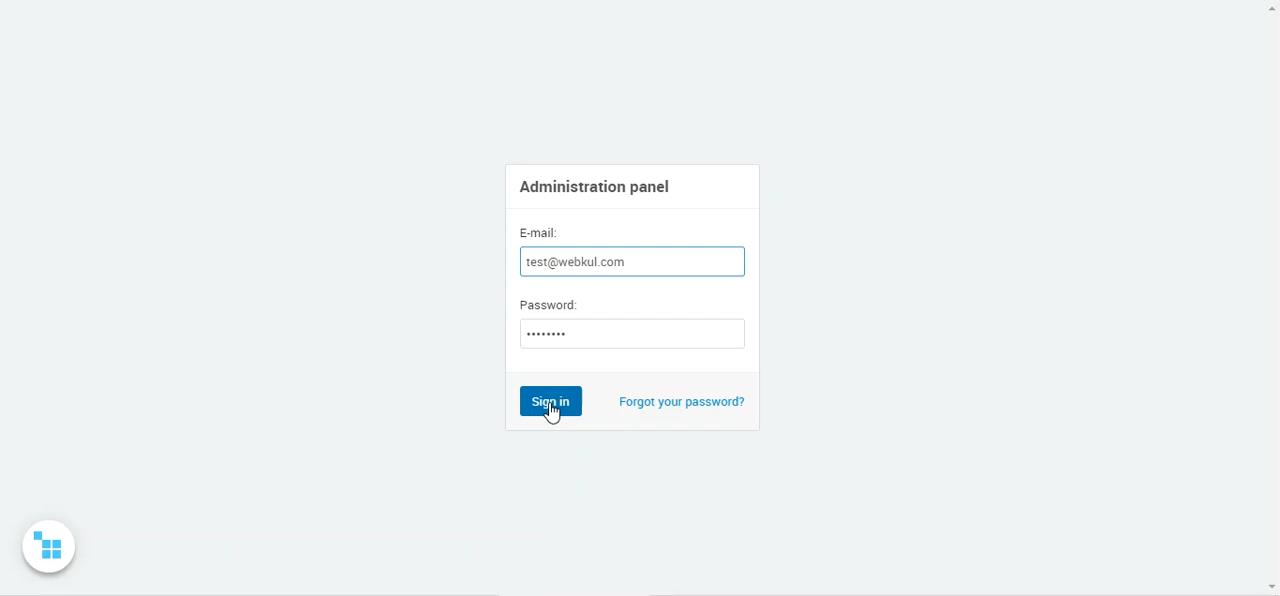 Administration panel
E-mail:
test@webkul.com
Password:
••••••••
Sign in Forgot your password?